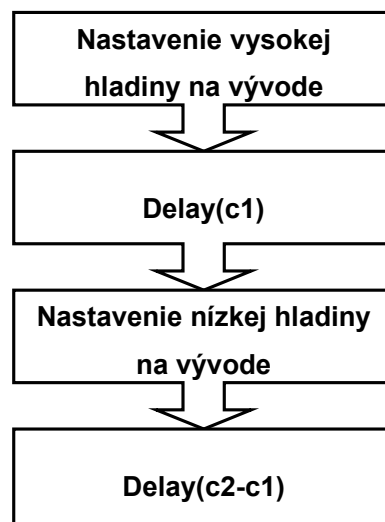 Nastavenie vysokej
hladiny na vývode
Delay(c1)
Nastavenie nízkej hladiny
na vývode
Delay(c2-c1)